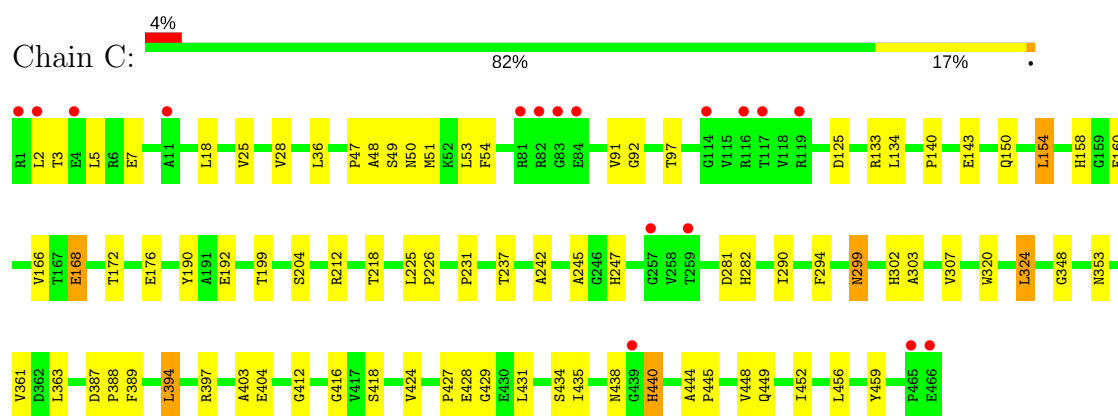 4%
Chain C:
82% 17% •
R1 L2 T3 E4 L5 R6 E7 A11 L18 V25 V28 L36 P47 A48 S49 N50 M51 K52 L53 F54 R81 R82 G83 E84 V91 G92 T97 G114 V115 R116 T117 V118 R119 D125 R133 L134 P140 E143 Q150 L154 H158 G159
V166 T167 E168 T172 E176 Y190 A191 E192 T199 S204 R212 T218 L225 P226 P231 T237 A242 A245 G246 H247 G257 V258 T259 D281 H282 I290 F294 N299 H302 A303 V307 W320 L324 G348 N353
V361 D362 L363 D387 P388 F389 L394 R397 A403 E404 G412 G416 V417 S418 V424 P427 E428 G429 E430 L431 S434 I435 N438 G439 H440 A444 P445 V448 Q449 I452 L456 Y459 P465 E466